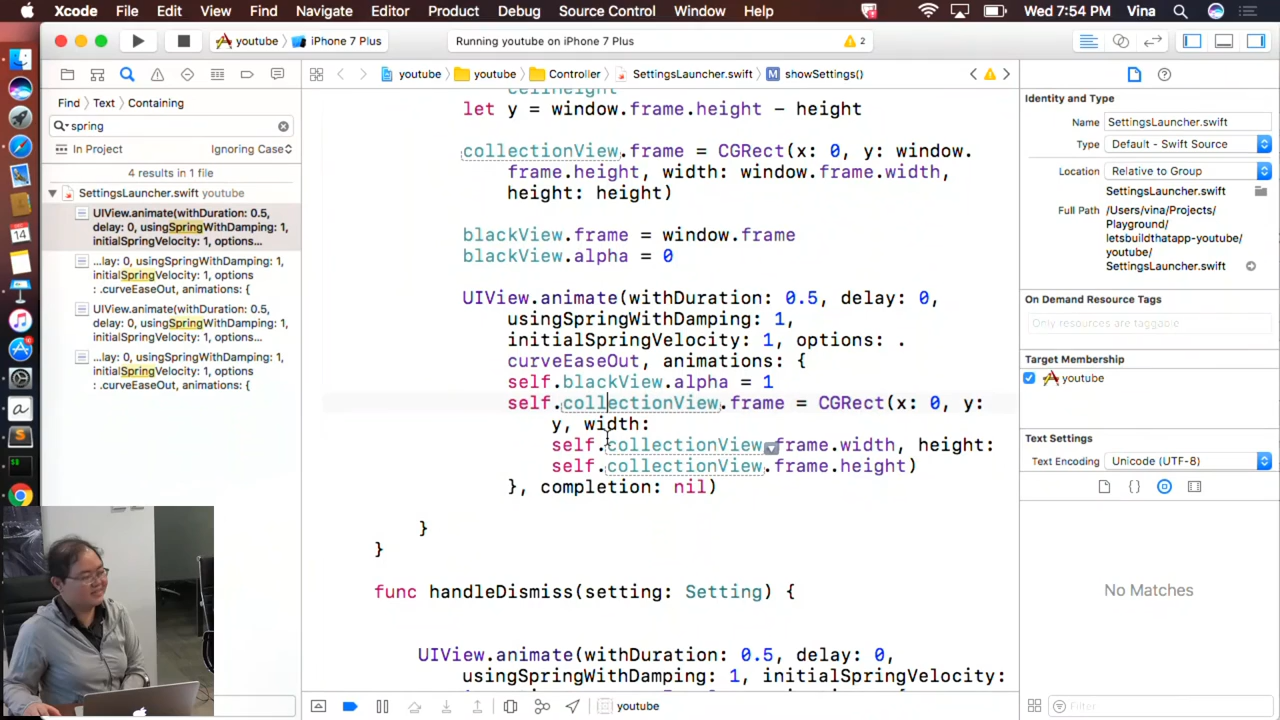 Xcode File Edit View Find Navigate Editor Product Debug Source Control Window Help Wed 7:54 PM Vina
youtube iPhone 7 Plus Running youtube on iPhone 7 Plus 2
youtube youtube Controller SettingsLauncher.swift M showSettings()
Find Text Containing
spring
In Project Ignoring Case
4 results in 1 file
SettingsLauncher.swift youtube
UIView.animate(withDuration: 0.5,
delay: 0, usingSpringWithDamping: 1,
initialSpringVelocity: 1, options...
...lay: 0, usingSpringWithDamping: 1,
initialSpringVelocity: 1, options
: .curveEaseOut, animations: {
UIView.animate(withDuration: 0.5,
delay: 0, usingSpringWithDamping: 1,
initialSpringVelocity: 1, options...
...lay: 0, usingSpringWithDamping: 1,
initialSpringVelocity: 1, options
: .curveEaseOut, animations: {
cellHeight
let y = window.frame.height - height
collectionView.frame = CGRect(x: 0, y: window.
frame.height, width: window.frame.width,
height: height)
blackView.frame = window.frame
blackView.alpha = 0
UIView.animate(withDuration: 0.5, delay: 0,
usingSpringWithDamping: 1,
initialSpringVelocity: 1, options: .
curveEaseOut, animations: {
self.blackView.alpha = 1
self.collectionView.frame = CGRect(x: 0, y:
y, width:
self.collectionView.frame.width, height:
self.collectionView.frame.height)
}, completion: nil)
}
}
func handleDismiss(setting: Setting) {
UIView.animate(withDuration: 0.5, delay: 0,
usingSpringWithDamping: 1, initialSpringVelocity:
youtube
Identity and Type
Name SettingsLauncher.swift
Type Default - Swift Source
Location Relative to Group
SettingsLauncher.swift
Full Path /Users/vina/Projects/
Playground/
letsbuildthatapp-youtube/
youtube/
SettingsLauncher.swift
On Demand Resource Tags
Only resources are taggable
Target Membership
youtube
Text Settings
Text Encoding Unicode (UTF-8)
No Matches
Filter